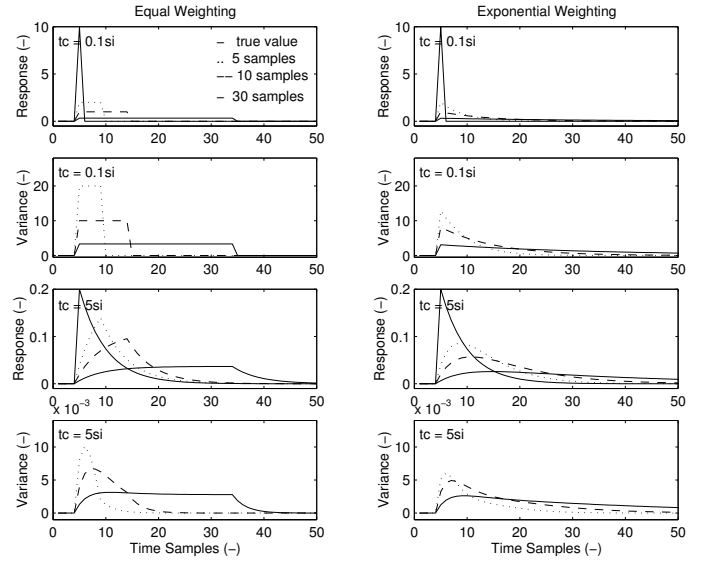 Equal Weighting
Exponential Weighting
Response (−)
10
5
0
tc = 0.1si
− true value
.. 5 samples
−− 10 samples
− 30 samples
0 10 20 30 40 50
Response (−)
10
5
0
tc = 0.1si
0 10 20 30 40 50
Variance (−)
20
10
0
tc = 0.1si
0 10 20 30 40 50
Variance (−)
20
10
0
tc = 0.1si
0 10 20 30 40 50
Response (−)
0.2
0.1
0
tc = 5si
0 10 20 30 40 50
Response (−)
0.2
0.1
0
tc = 5si
0 10 20 30 40 50
x 10⁻³
Variance (−)
10
5
0
tc = 5si
0 10 20 30 40 50
Time Samples (−)
x 10⁻³
Variance (−)
10
5
0
tc = 5si
0 10 20 30 40 50
Time Samples (−)